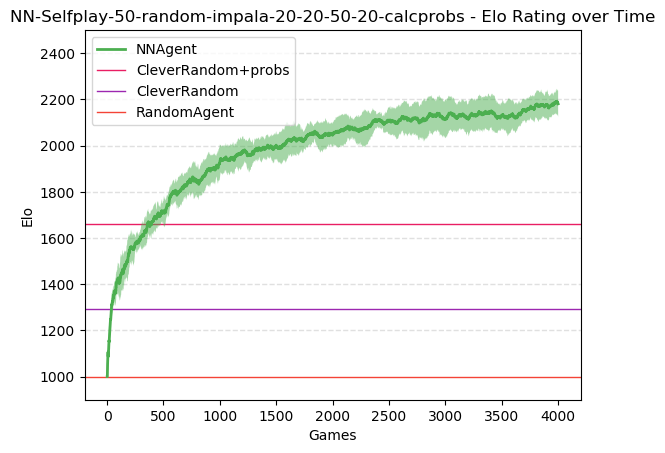 NN-Selfplay-50-random-impala-20-20-50-20-calcprobs - Elo Rating over Time
NNAgent
CleverRandom+probs
CleverRandom
RandomAgent
2400
2200
2000
1800
1600
1400
1200
1000
Elo
0 500 1000 1500 2000 2500 3000 3500 4000
Games